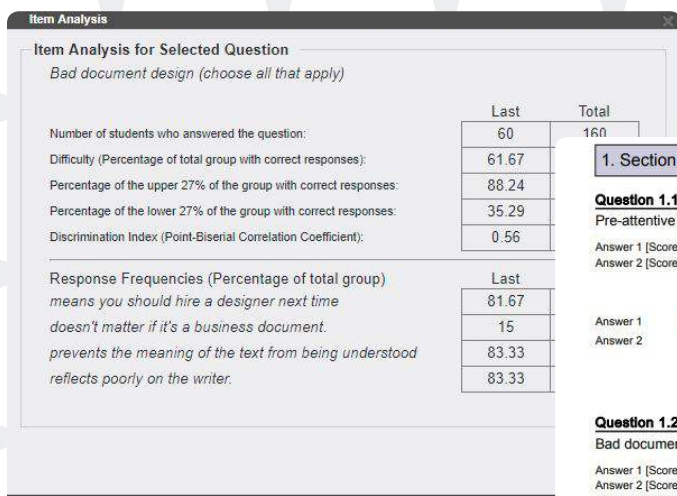 Item Analysis
Item Analysis for Selected Question
Bad document design (choose all that apply)
Last Total
Number of students who answered the question: 60 160
Difficulty (Percentage of total group with correct responses): 61.67
Percentage of the upper 27% of the group with correct responses: 88.24
Percentage of the lower 27% of the group with correct responses: 35.29
Discrimination Index (Point-Biserial Correlation Coefficient): 0.56
Response Frequencies (Percentage of total group) Last
means you should hire a designer next time 81.67
doesn't matter if it's a business document. 15
prevents the meaning of the text from being understood 83.33
reflects poorly on the writer. 83.33
1. Section
Question 1.1
Pre-attentive
Answer 1 [Score
Answer 2 [Score
Answer 1
Answer 2
Question 1.2
Bad documen
Answer 1 [Score
Answer 2 [Score